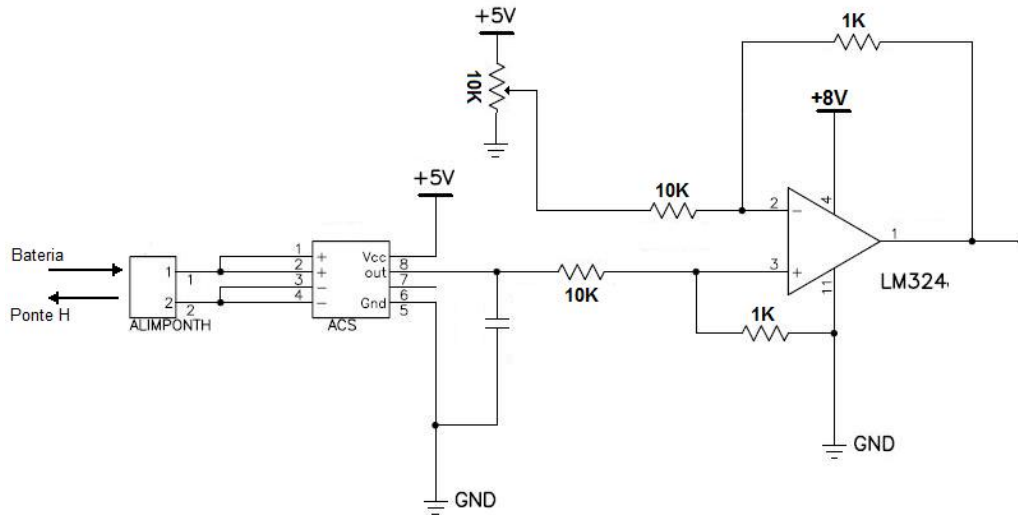 +5V
1K
10K
+8V
+5V
10K
2
-
4
1
3
+
11
LM324
10K
1K
GND
Bateria
Ponte H
1
1
2
2
ALIMPONTH
1
2
3
4
+
+
-
-
Vcc
out
Gnd
8
7
6
5
ACS
GND